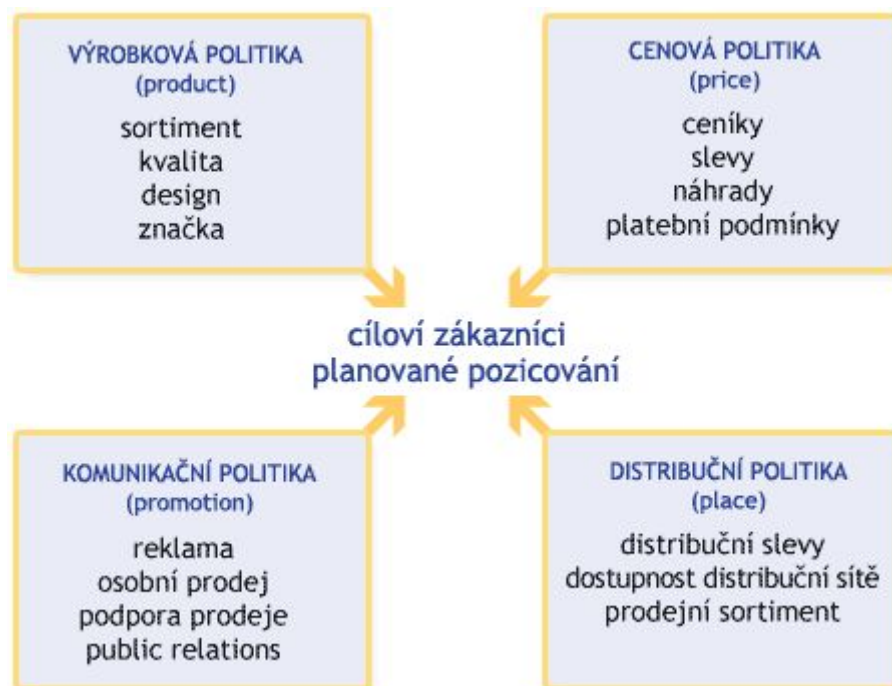 VÝROBKOVÁ POLITIKA
(product)
sortiment
kvalita
design
značka
CENOVÁ POLITIKA
(price)
ceníky
slevy
náhrady
platební podmínky
cíloví zákazníci
planované pozicování
KOMUNIKAČNÍ POLITIKA
(promotion)
reklama
osobní prodej
podpora prodeje
public relations
DISTRIBUČNÍ POLITIKA
(place)
distribuční slevy
dostupnost distribuční sítě
prodejní sortiment